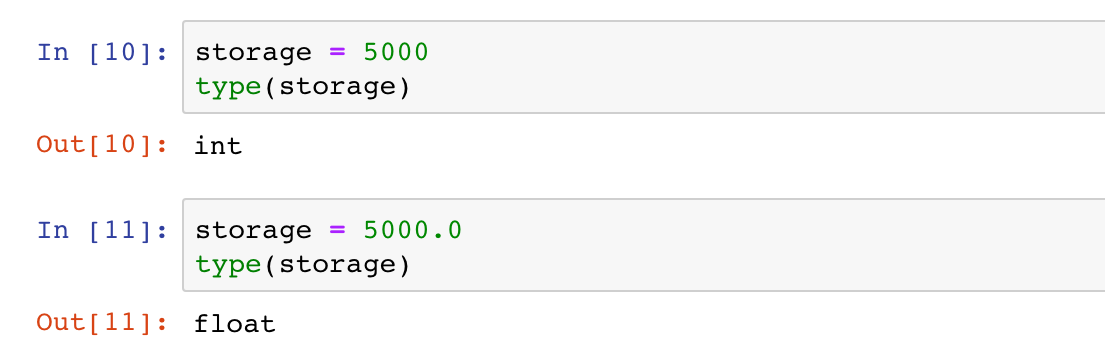 In [10]: storage = 5000
type(storage)
Out[10]: int
In [11]: storage = 5000.0
type(storage)
Out[11]: float